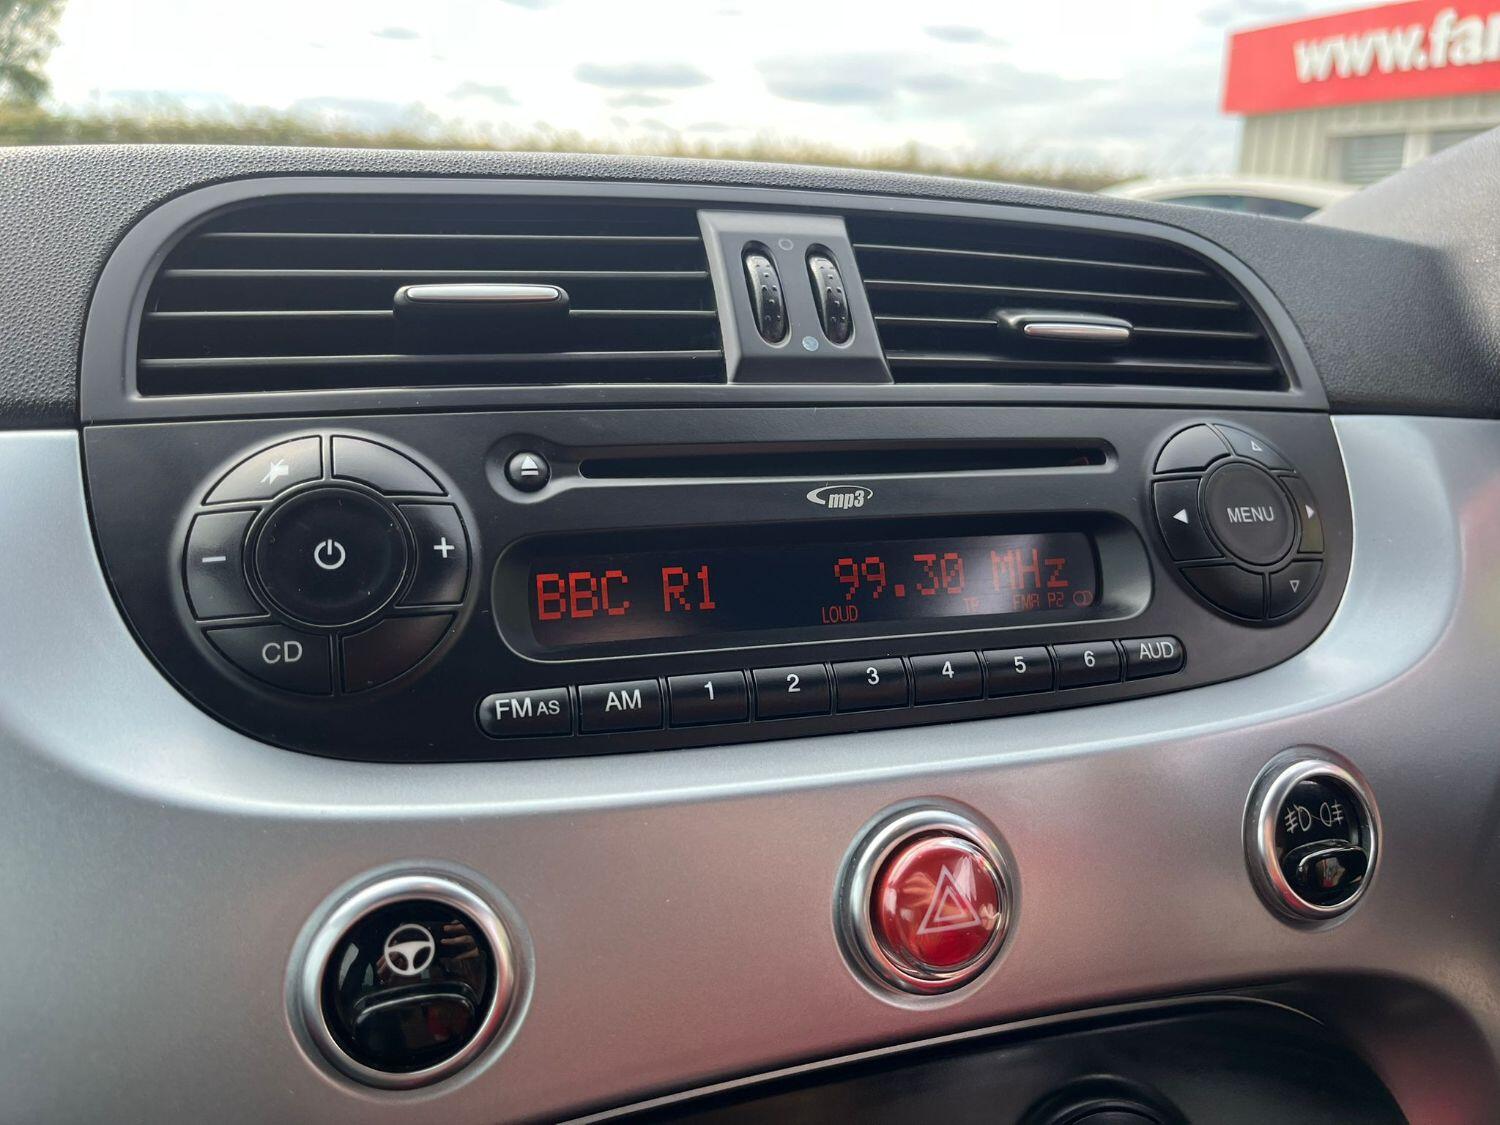 www.fa
mp3
MENU
BBC R1 99.30 MHz
LOUD TP FMA P2
CD
FM AS AM 1 2 3 4 5 6 AUD